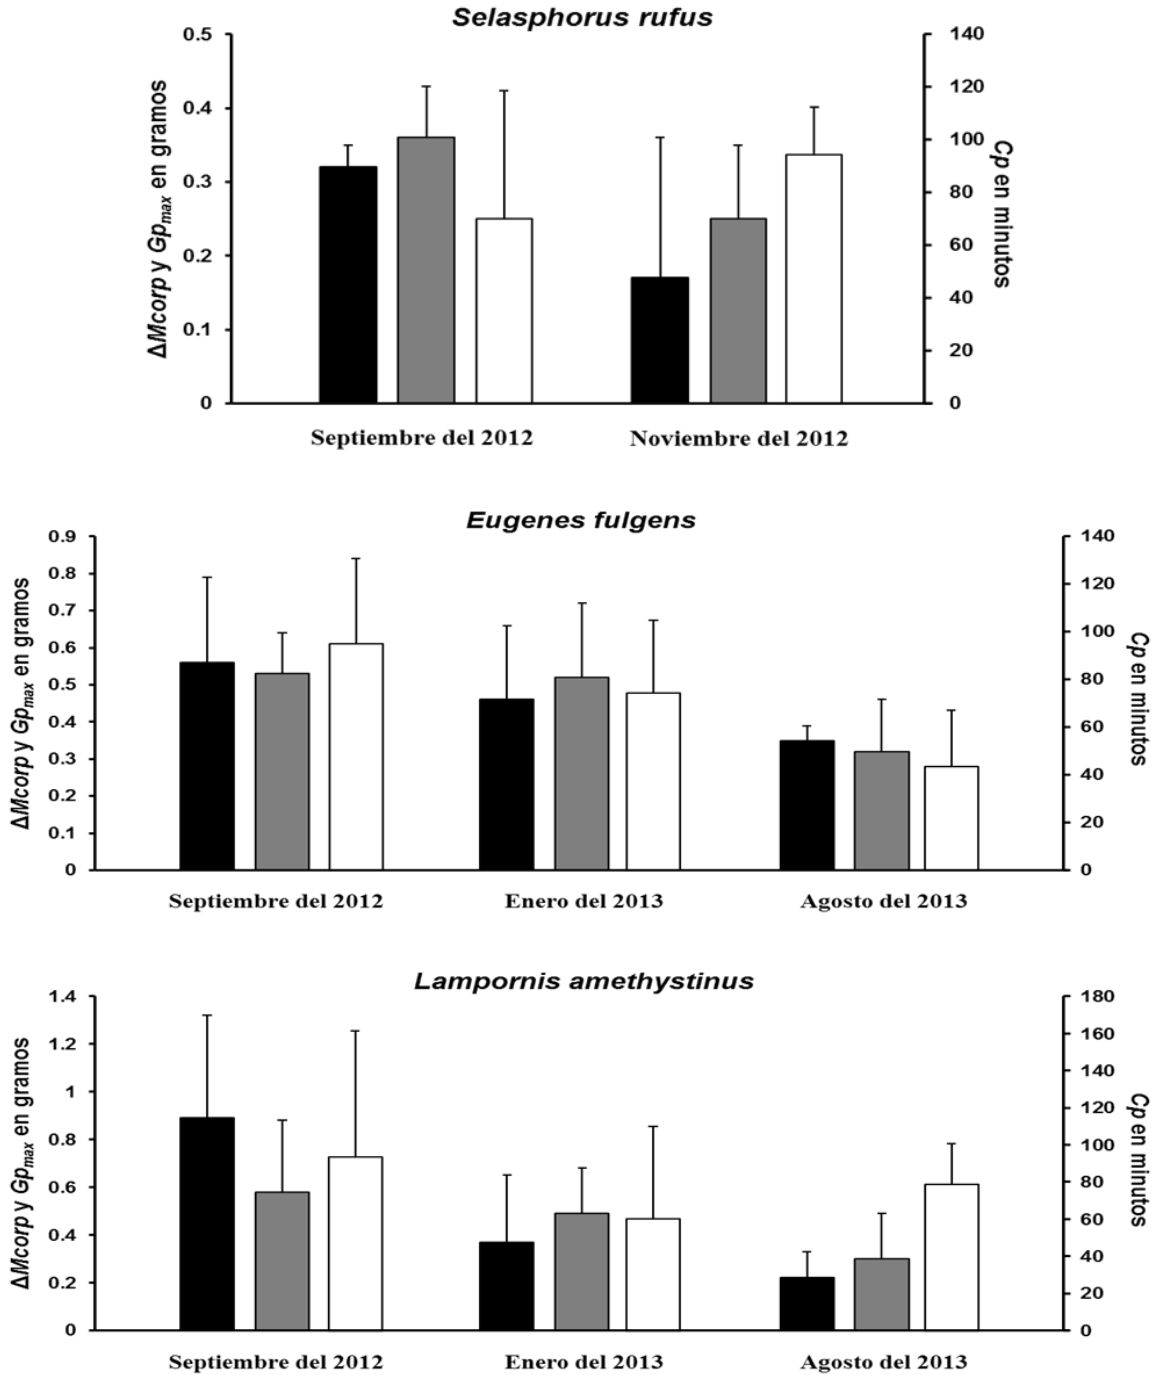 Selasphorus rufus
ΔMcorp y Gpmax en gramos
0.5
0.4
0.3
0.2
0.1
0
140
120
100
80
60
40
20
0
Cp en minutos
Septiembre del 2012
Noviembre del 2012
Eugenes fulgens
ΔMcorp y Gpmax en gramos
0.9
0.8
0.7
0.6
0.5
0.4
0.3
0.2
0.1
0
140
120
100
80
60
40
20
0
Cp en minutos
Septiembre del 2012
Enero del 2013
Agosto del 2013
Lampornis amethystinus
ΔMcorp y Gpmax en gramos
1.4
1.2
1
0.8
0.6
0.4
0.2
0
180
160
140
120
100
80
60
40
20
0
Cp en minutos
Septiembre del 2012
Enero del 2013
Agosto del 2013